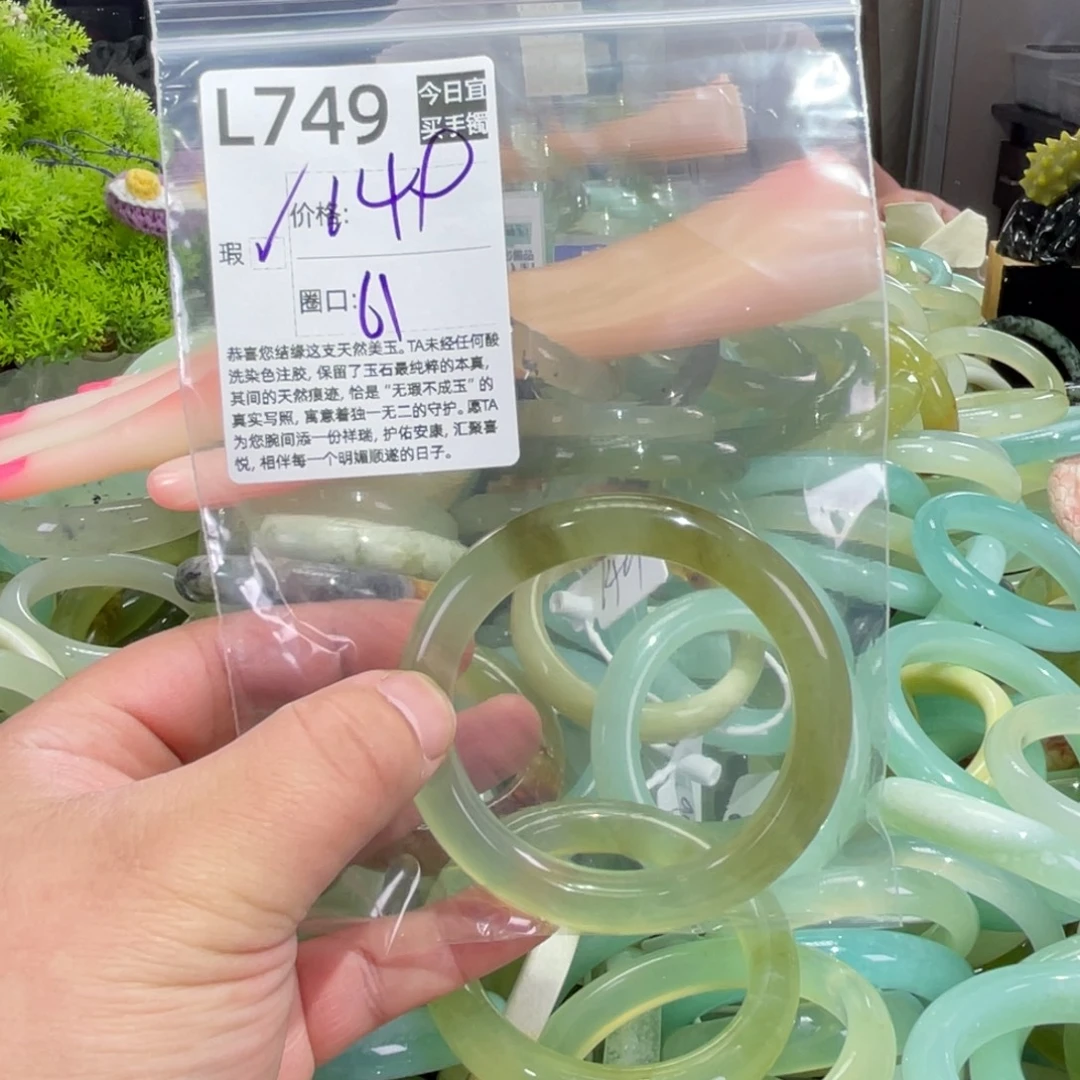 L749
今日宜
买手镯
瑕 ✓
价格: 140
圈口: 61
恭喜您结缘这支天然美玉。TA未经任何酸
洗染色注胶, 保留了玉石最纯粹的本真,
其间的天然痕迹, 恰是“无瑕不成玉”的
真实写照, 寓意着独一无二的守护。愿TA
为您腕间添一份祥瑞, 护佑安康, 汇聚喜
悦, 相伴每一个明媚顺遂的日子。